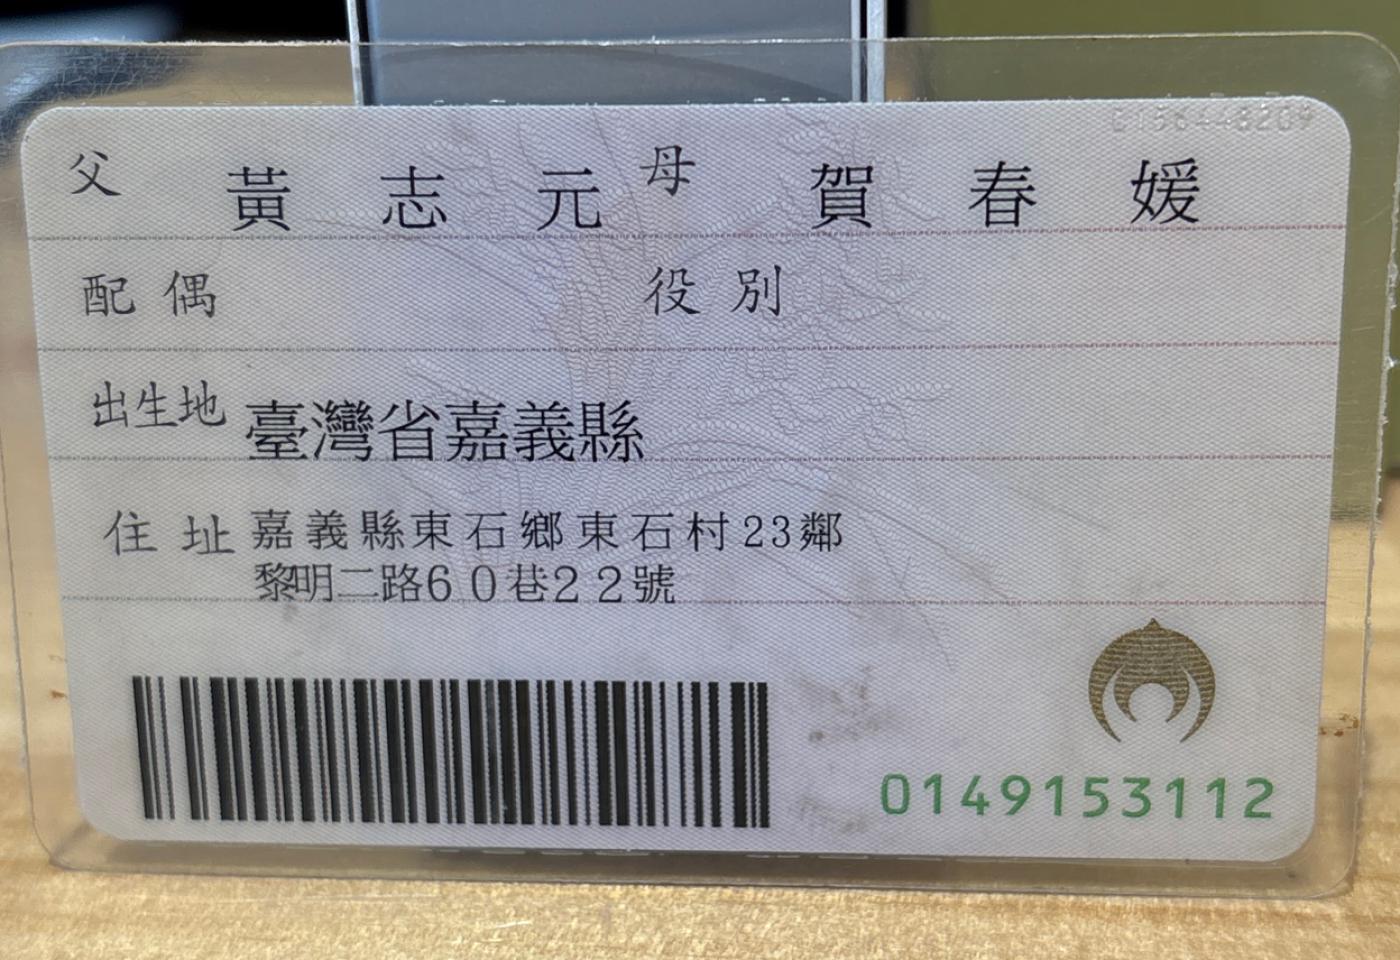 父 黃志元 母 賀春媛
配偶 役別
出生地 臺灣省嘉義縣
住址 嘉義縣東石鄉東石村23鄰
黎明二路60巷22號
0149153112